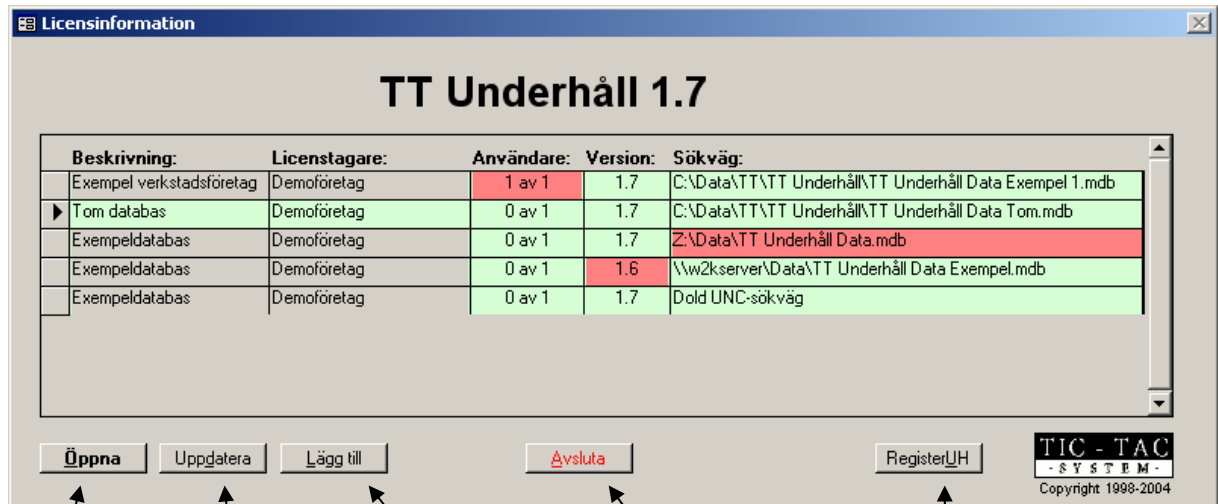 Licensinformation
TT Underhåll 1.7
Beskrivning: Licenstagare: Användare: Version: Sökväg:
Exempel verkstadsföretag Demoföretag 1 av 1 1.7 C:\Data\TT\TT Underhåll\TT Underhåll Data Exempel 1.mdb
Tom databas Demoföretag 0 av 1 1.7 C:\Data\TT\TT Underhåll\TT Underhåll Data Tom.mdb
Exempeldatabas Demoföretag 0 av 1 1.7 Z:\Data\TT Underhåll Data.mdb
Exempeldatabas Demoföretag 0 av 1 1.6 \\w2kserver\Data\TT Underhåll Data Exempel.mdb
Exempeldatabas Demoföretag 0 av 1 1.7 Dold UNC-sökväg
Öppna Uppdatera Lägg till Avsluta RegisterUH
TIC - TAC
- S Y S T E M -
Copyright 1998-2004